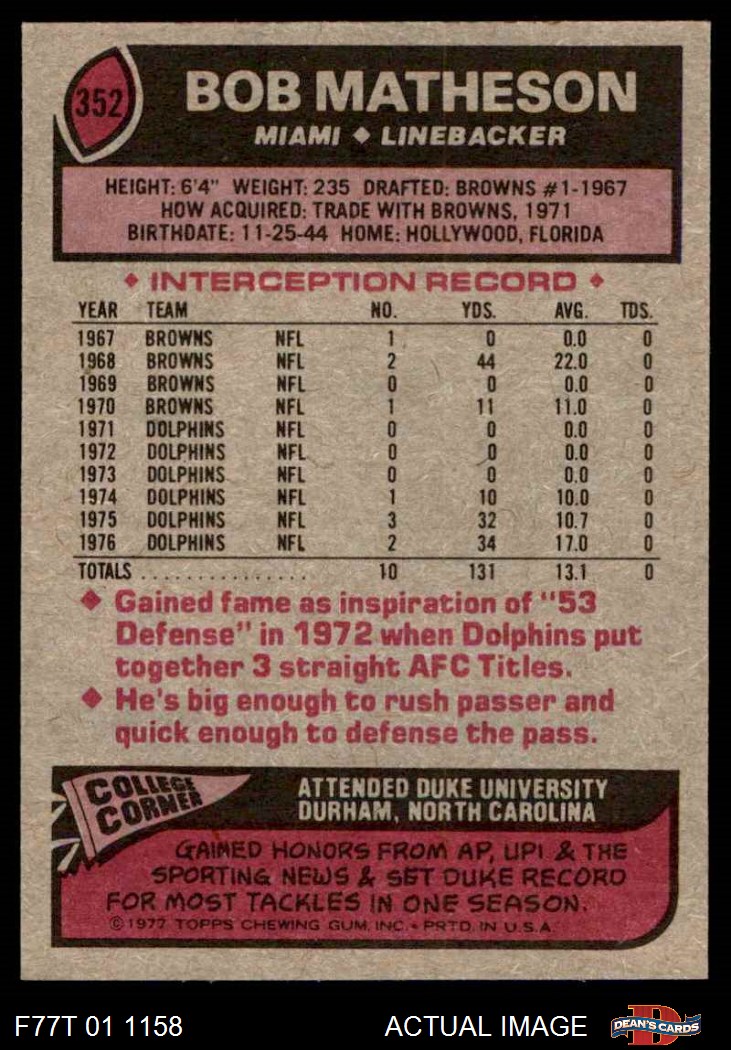 352
BOB MATHESON
MIAMI ◆ LINEBACKER
HEIGHT: 6'4" WEIGHT: 235 DRAFTED: BROWNS #1-1967
HOW ACQUIRED: TRADE WITH BROWNS, 1971
BIRTHDATE: 11-25-44 HOME: HOLLYWOOD, FLORIDA
◆ INTERCEPTION RECORD ◆
YEAR TEAM NO. YDS. AVG. TDS.
1967 BROWNS NFL 1 0 0.0 0
1968 BROWNS NFL 2 44 22.0 0
1969 BROWNS NFL 0 0 0.0 0
1970 BROWNS NFL 1 11 11.0 0
1971 DOLPHINS NFL 0 0 0.0 0
1972 DOLPHINS NFL 0 0 0.0 0
1973 DOLPHINS NFL 0 0 0.0 0
1974 DOLPHINS NFL 1 10 10.0 0
1975 DOLPHINS NFL 3 32 10.7 0
1976 DOLPHINS NFL 2 34 17.0 0
TOTALS ................ 10 131 13.1 0
◆ Gained fame as inspiration of "53
Defense" in 1972 when Dolphins put
together 3 straight AFC Titles.
◆ He's big enough to rush passer and
quick enough to defense the pass.
COLLEGE
CORNER
ATTENDED DUKE UNIVERSITY
DURHAM, NORTH CAROLINA
GAINED HONORS FROM AP, UPI & THE
SPORTING NEWS & SET DUKE RECORD
FOR MOST TACKLES IN ONE SEASON.
© 1977 TOPPS CHEWING GUM, INC. • PRTD. IN U.S.A.
F77T 01 1158 ACTUAL IMAGE
D
DEAN'S CARDS